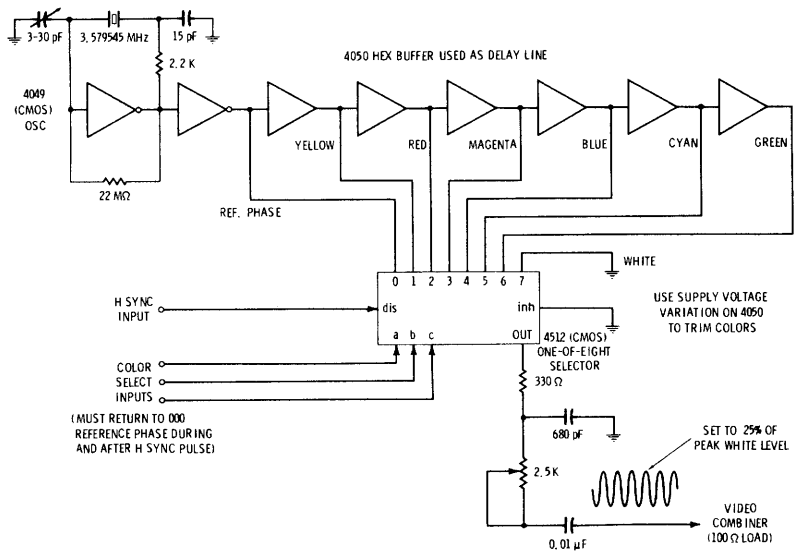 3-30 pF
3.579545 MHz
15 pF
2.2 K
4050 HEX BUFFER USED AS DELAY LINE
4049
(CMOS)
OSC
22 MΩ
REF. PHASE
YELLOW
RED
MAGENTA
BLUE
CYAN
GREEN
0 1 2 3 4 5 6 7
WHITE
H SYNC
INPUT
dis
inh
a b c
OUT
4512 (CMOS)
ONE-OF-EIGHT
SELECTOR
USE SUPPLY VOLTAGE
VARIATION ON 4050
TO TRIM COLORS
COLOR
SELECT
INPUTS
(MUST RETURN TO 000
REFERENCE PHASE DURING
AND AFTER H SYNC PULSE)
330 Ω
680 pF
2.5K
SET TO 25% OF
PEAK WHITE LEVEL
0.01 µF
VIDEO
COMBINER
(100 Ω LOAD)